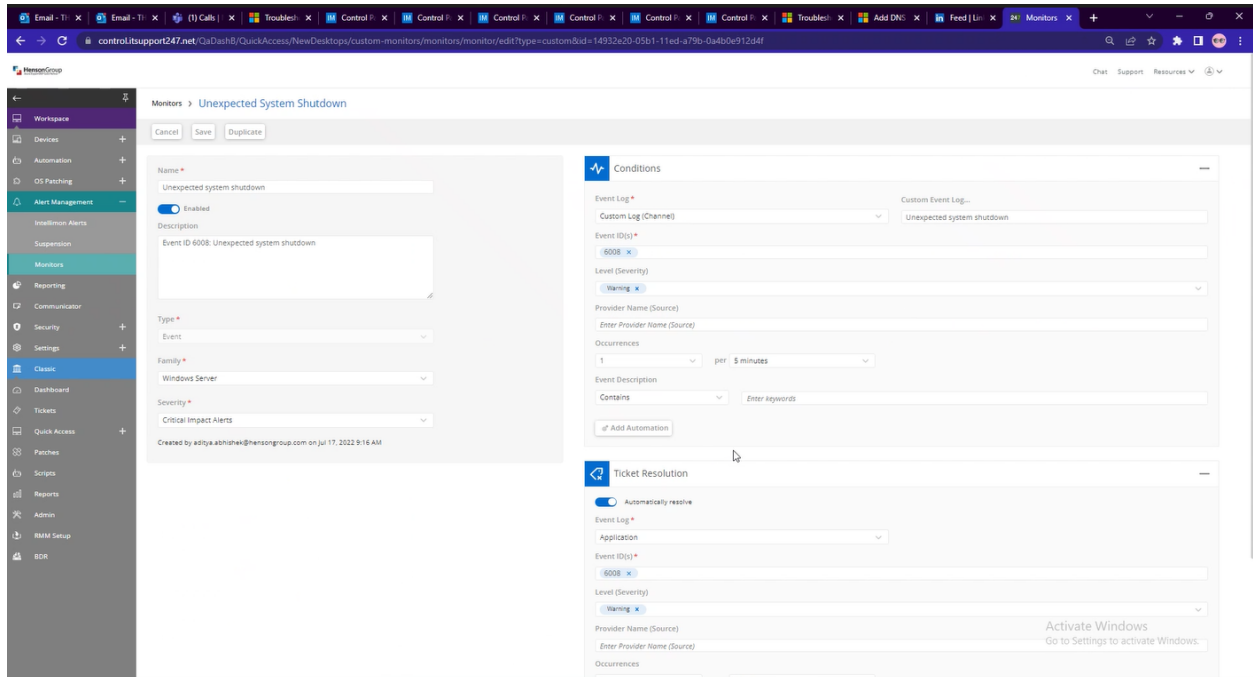 Email - Th
Email - Th
(1) Calls |
Troublesh
Control P
Control P
Control P
Control P
Control P
Control P
Troublesh
Add DNS
Feed | Lin
Monitors
control.itsupport247.net/QaDashB/QuickAccess/NewDesktops/custom-monitors/monitors/monitor/edit?type=custom&id=14932e20-05b1-11ed-a79b-0a4b0e912d4f
HensonGroup
Chat Support Resources
Monitors > Unexpected System Shutdown
Cancel Save Duplicate
Workspace
Devices
Automation
OS Patching
Alert Management
Intellimon Alerts
Suspension
Monitors
Reporting
Communicator
Security
Settings
Classic
Dashboard
Tickets
Quick Access
Patches
Scripts
Reports
Admin
RMM Setup
BDR
Name *
Unexpected system shutdown
Enabled
Description
Event ID 6008: Unexpected system shutdown
Type *
Event
Family *
Windows Server
Severity *
Critical Impact Alerts
Created by aditya.abhishek@hensongroup.com on Jul 17, 2022 9:16 AM
Conditions
Event Log * Custom Event Log...
Custom Log (Channel) Unexpected system shutdown
Event ID(s) *
6008 ×
Level (Severity)
Warning ×
Provider Name (Source)
Enter Provider Name (Source)
Occurrences
1 per 5 minutes
Event Description
Contains Enter keywords
Add Automation
Ticket Resolution
Automatically resolve
Event Log *
Application
Event ID(s) *
6008 ×
Level (Severity)
Warning ×
Provider Name (Source)
Enter Provider Name (Source)
Occurrences
Activate Windows
Go to Settings to activate Windows.